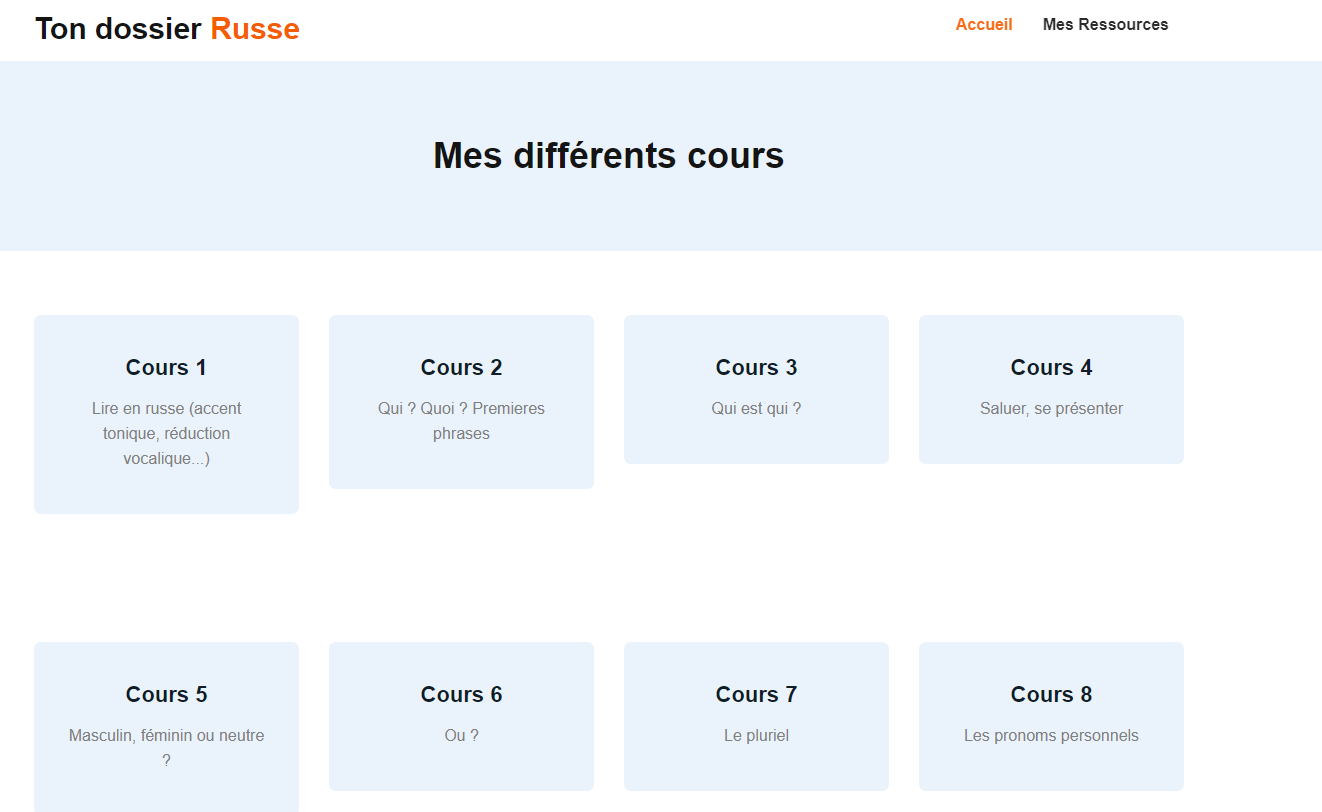 Ton dossier Russe
Accueil
Mes Ressources
Mes différents cours
Cours 1
Lire en russe (accent
tonique, réduction
vocalique...)
Cours 2
Qui ? Quoi ? Premieres
phrases
Cours 3
Qui est qui ?
Cours 4
Saluer, se présenter
Cours 5
Masculin, féminin ou neutre
?
Cours 6
Ou ?
Cours 7
Le pluriel
Cours 8
Les pronoms personnels